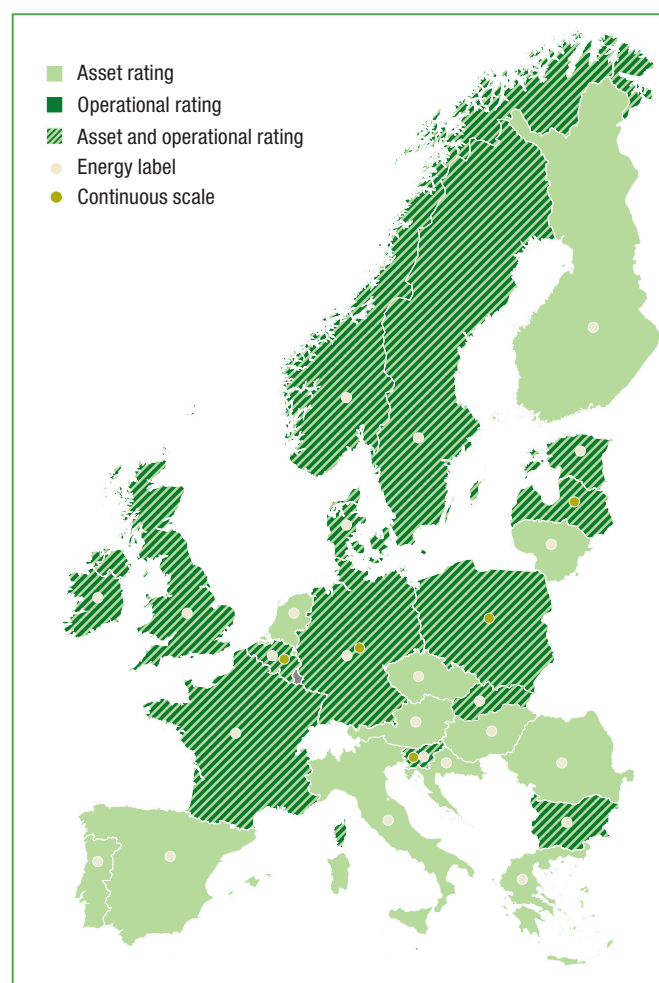 Asset rating
Operational rating
Asset and operational rating
Energy label
Continuous scale